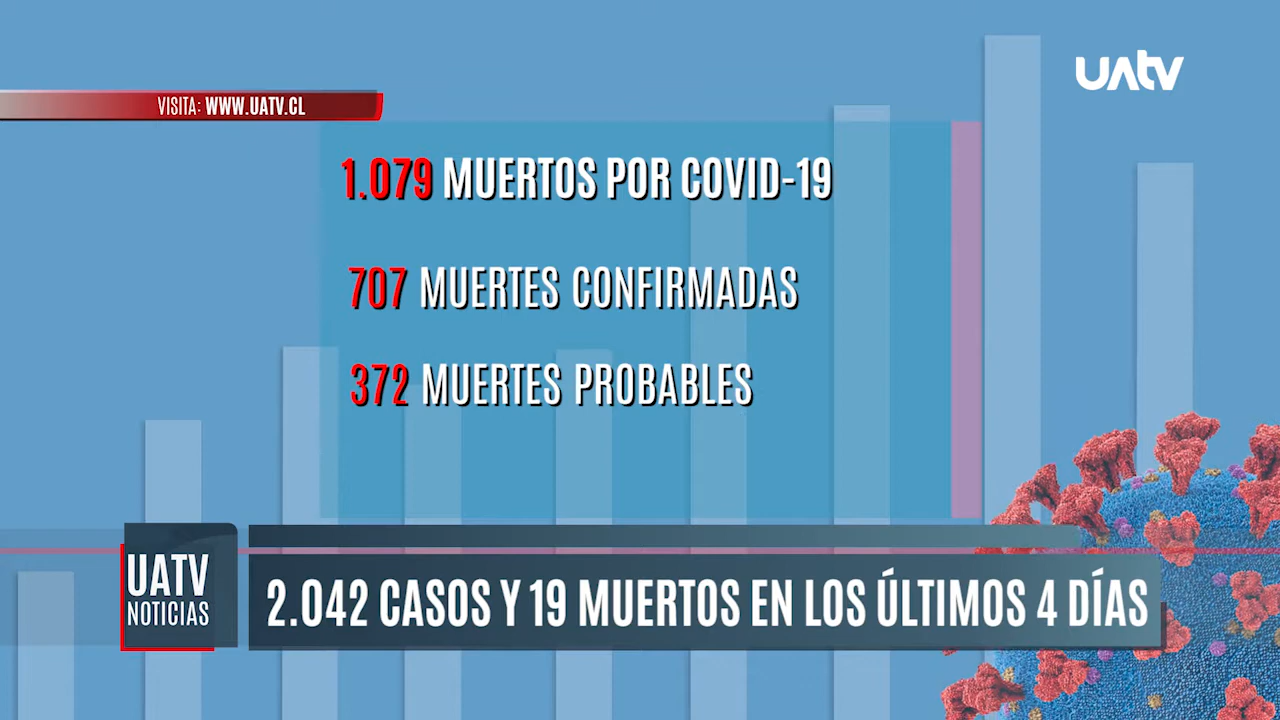 UATV
VISITA: WWW.UATV.CL
1.079 MUERTOS POR COVID-19
707 MUERTES CONFIRMADAS
372 MUERTES PROBABLES
UATV
NOTICIAS
2.042 CASOS Y 19 MUERTOS EN LOS ÚLTIMOS 4 DÍAS